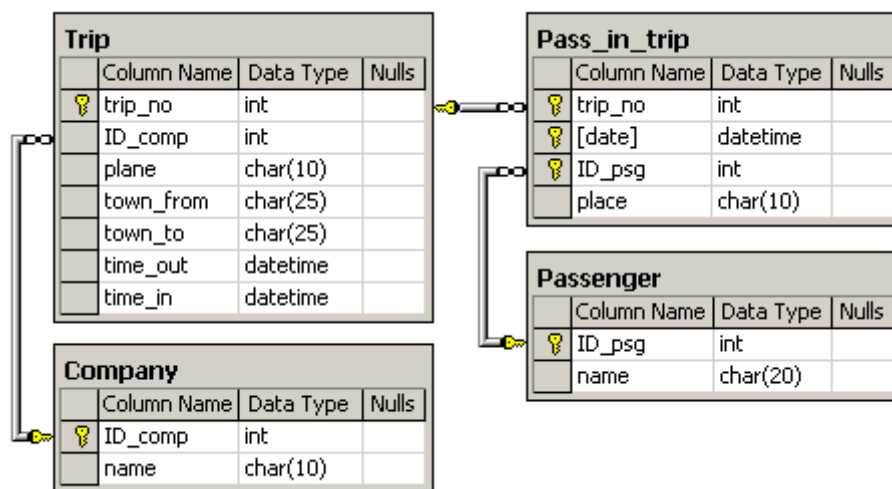 Trip
Column Name Data Type Nulls
trip_no int
ID_comp int
plane char(10)
town_from char(25)
town_to char(25)
time_out datetime
time_in datetime
Company
Column Name Data Type Nulls
ID_comp int
name char(10)
Pass_in_trip
Column Name Data Type Nulls
trip_no int
[date] datetime
ID_psg int
place char(10)
Passenger
Column Name Data Type Nulls
ID_psg int
name char(20)